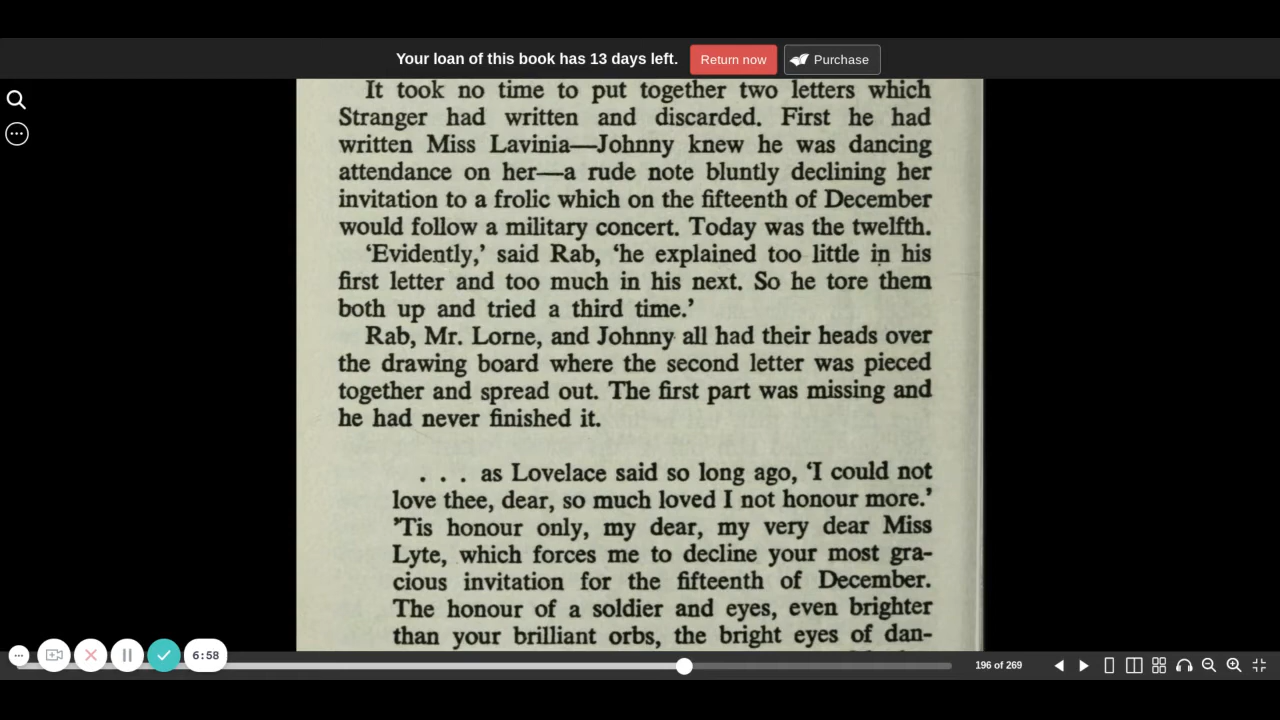 Your loan of this book has 13 days left. Return now Purchase
It took no time to put together two letters which
Stranger had written and discarded. First he had
written Miss Lavinia—Johnny knew he was dancing
attendance on her—a rude note bluntly declining her
invitation to a frolic which on the fifteenth of December
would follow a military concert. Today was the twelfth.
‘Evidently,’ said Rab, ‘he explained too little in his
first letter and too much in his next. So he tore them
both up and tried a third time.’
Rab, Mr. Lorne, and Johnny all had their heads over
the drawing board where the second letter was pieced
together and spread out. The first part was missing and
he had never finished it.
. . . as Lovelace said so long ago, ‘I could not
love thee, dear, so much loved I not honour more.’
’Tis honour only, my dear, my very dear Miss
Lyte, which forces me to decline your most gra-
cious invitation for the fifteenth of December.
The honour of a soldier and eyes, even brighter
than your brilliant orbs, the bright eyes of dan-
6:58
196 of 269